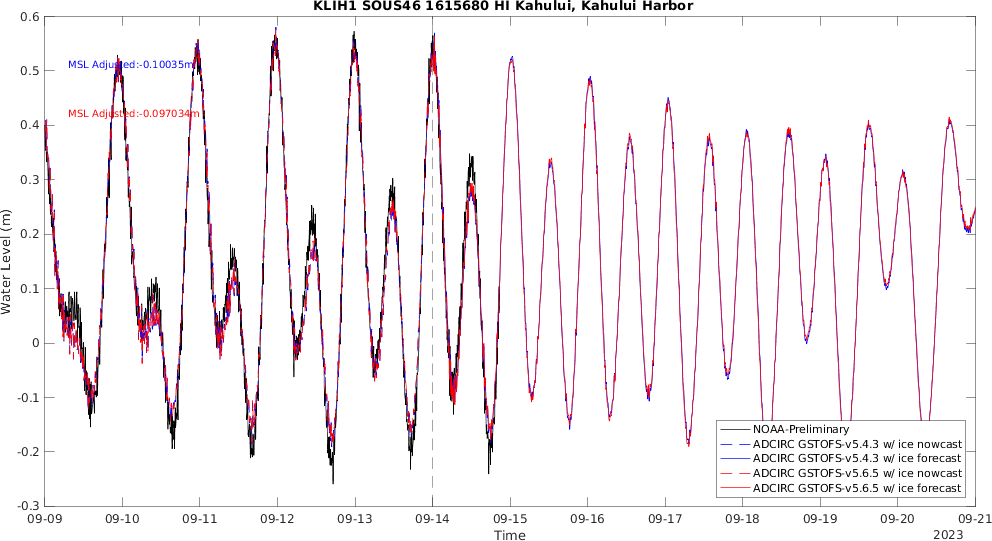 KLIH1 SOUS46 1615680 HI Kahului, Kahului Harbor
0.6
0.5
0.4
0.3
0.2
0.1
0
-0.1
-0.2
-0.3
Water Level (m)
MSL Adjusted:-0.10035m
MSL Adjusted:-0.097034m
NOAA-Preliminary
ADCIRC GSTOFS-v5.4.3 w/ ice nowcast
ADCIRC GSTOFS-v5.4.3 w/ ice forecast
ADCIRC GSTOFS-v5.6.5 w/ ice nowcast
ADCIRC GSTOFS-v5.6.5 w/ ice forecast
09-09 09-10 09-11 09-12 09-13 09-14 09-15 09-16 09-17 09-18 09-19 09-20 09-21
Time
2023